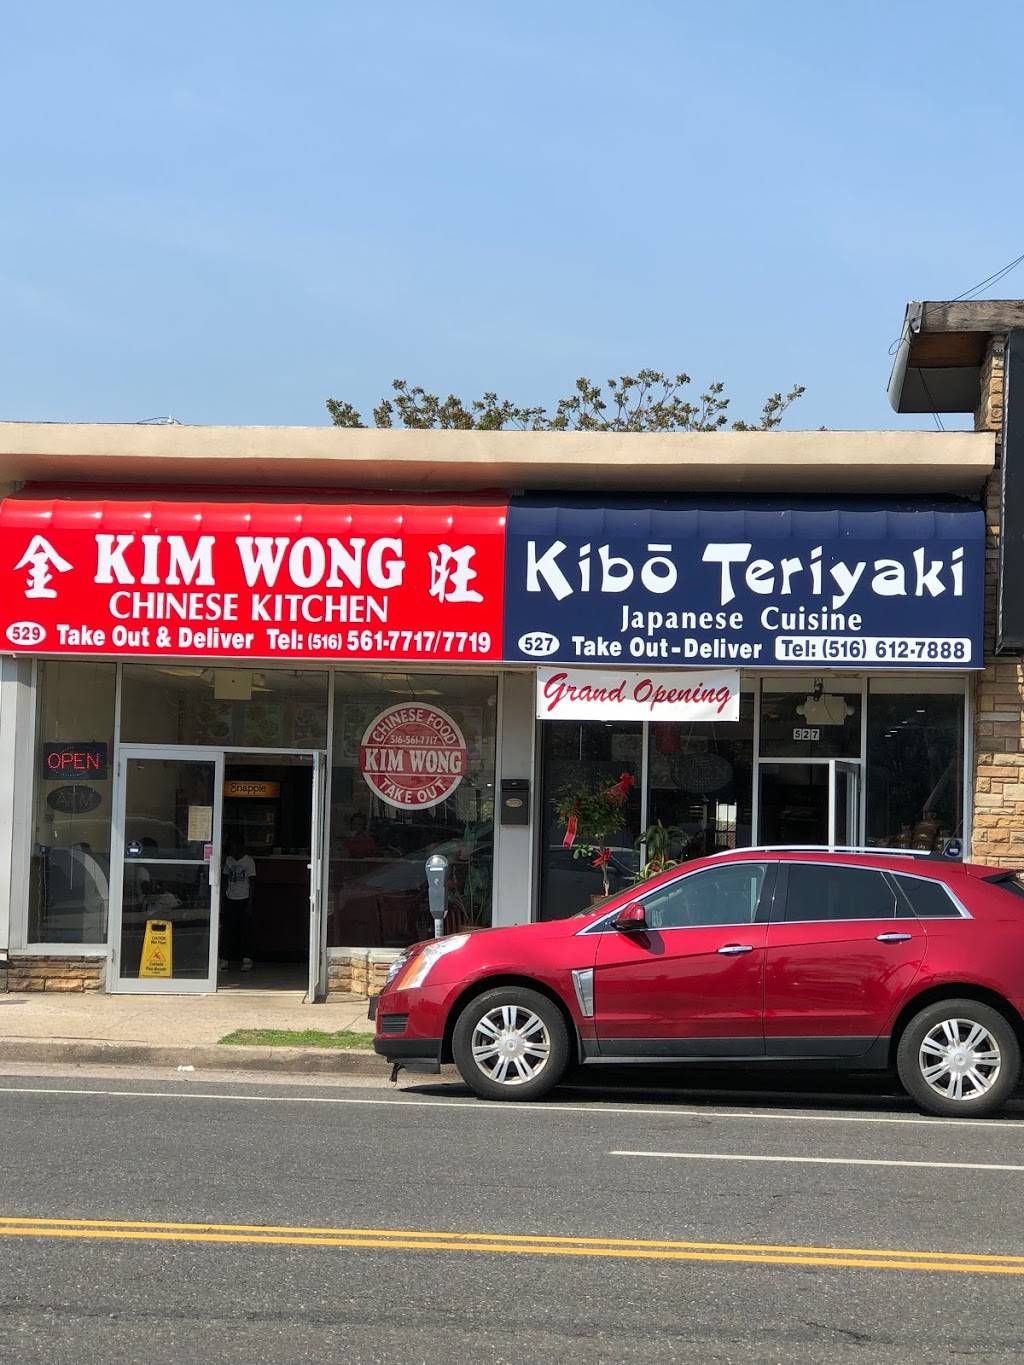 金 KIM WONG 旺
CHINESE KITCHEN
529 Take Out & Deliver Tel: (516) 561-7717/7719
Kibō Teriyaki
Japanese Cuisine
527 Take Out-Deliver Tel: (516) 612-7888
Grand Opening
527
OPEN
ATM
Snapple
CHINESE FOOD
516-561-7717
KIM WONG
TAKE OUT
CAUTION